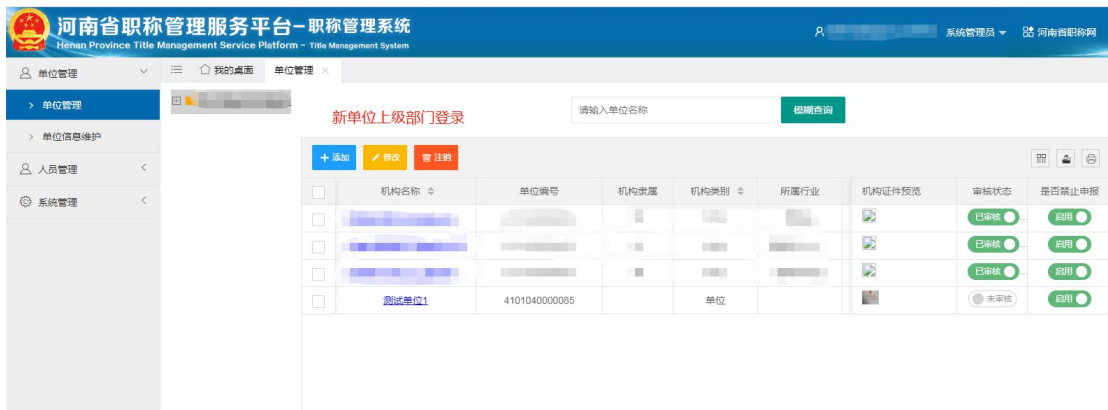 河南省职称管理服务平台-职称管理系统
Henan Province Title Management Service Platform - Title Management System
系统管理员 河南省职称网
单位管理
我的桌面 单位管理
单位管理
单位信息维护
人员管理
系统管理
新单位上级部门登录
请输入单位名称 模糊查询
添加 修改 注销
机构名称 单位编号 机构隶属 机构类别 所属行业 机构证件预览 审核状态 是否禁止申报
已审核 启用
已审核 启用
已审核 启用
测试单位1 4101040000085 单位 未审核 启用